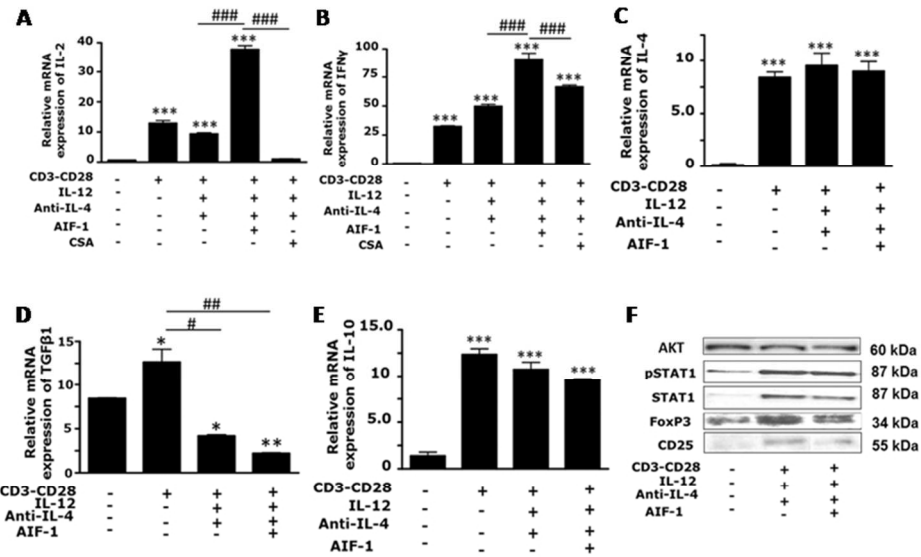 A
Relative mRNA
expression of IL-2
### ###
40
30
20
10
0
*** *** ***
CD3-CD28 - + + + +
IL-12 - - + + +
Anti-IL-4 - - + + +
AIF-1 - - - + -
CSA - - - - +
B
Relative mRNA
expression of IFNγ
### ###
100
75
50
25
0
*** *** *** ***
CD3-CD28 - + + + +
IL-12 - - + + +
Anti-IL-4 - - + + +
AIF-1 - - - + -
CSA - - - - +
C
Relative mRNA
expression of IL-4
10
5.0
0
*** *** ***
CD3-CD28 - + + +
IL-12 - - + +
Anti-IL-4 - - + +
AIF-1 - - - +
D
Relative mRNA
expression of TGFβ1
##
#
15
10
5
0
* * **
CD3-CD28 - + + +
IL-12 - - + +
Anti-IL-4 - - + +
AIF-1 - - - +
E
Relative mRNA
expression of IL-10
15.0
10.0
5.0
0
*** *** ***
CD3-CD28 - + + +
IL-12 - - + +
Anti-IL-4 - - + +
AIF-1 - - - +
F
AKT 60 kDa
pSTAT1 87 kDa
STAT1 87 kDa
FoxP3 34 kDa
CD25 55 kDa
CD3-CD28 - + +
IL-12 - + +
Anti-IL-4 - + +
AIF-1 - - +